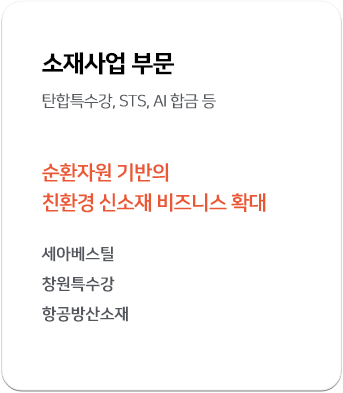 소재사업 부문
탄합특수강, STS, AI 합금 등
순환자원 기반의
친환경 신소재 비즈니스 확대
세아베스틸
창원특수강
항공방산소재